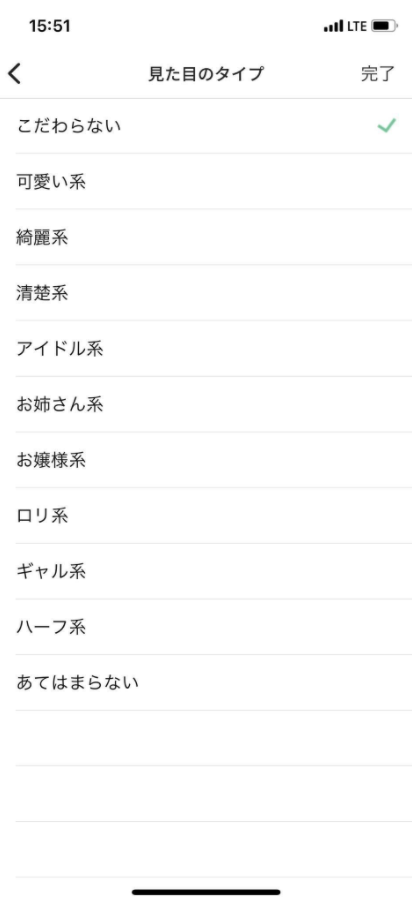 15:51 LTE
見た目のタイプ 完了
こだわらない
可愛い系
綺麗系
清楚系
アイドル系
お姉さん系
お嬢様系
ロリ系
ギャル系
ハーフ系
あてはまらない